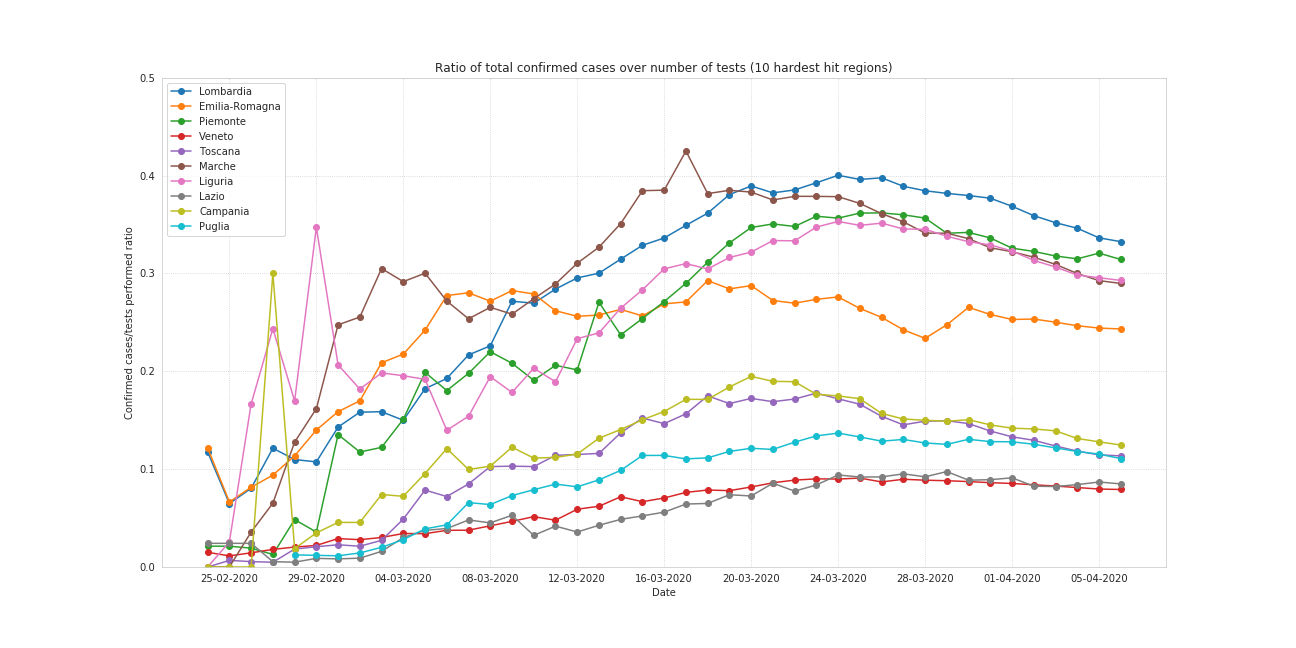 Ratio of total confirmed cases over number of tests (10 hardest hit regions)
0.5
0.4
0.3
0.2
0.1
0.0
Confirmed cases/tests performed ratio
Lombardia
Emilia-Romagna
Piemonte
Veneto
Toscana
Marche
Liguria
Lazio
Campania
Puglia
25-02-2020 29-02-2020 04-03-2020 08-03-2020 12-03-2020 16-03-2020 20-03-2020 24-03-2020 28-03-2020 01-04-2020 05-04-2020
Date